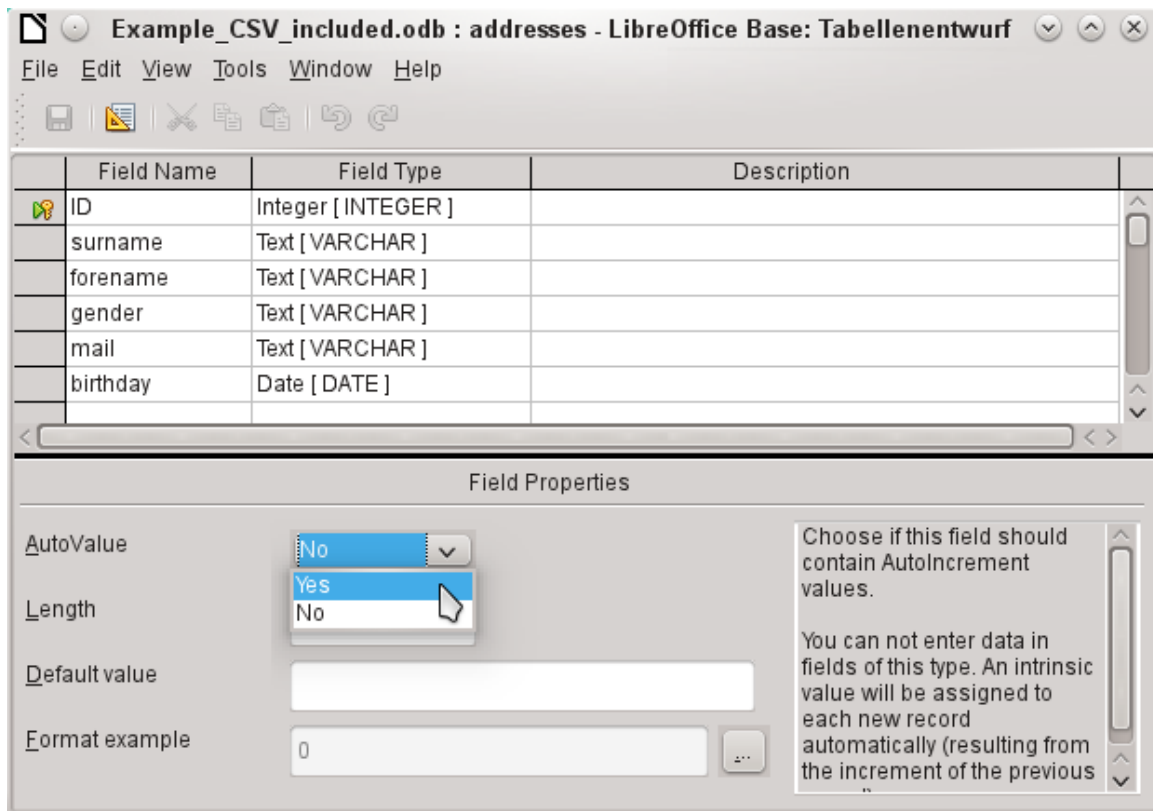 Example_CSV_included.odb : addresses - LibreOffice Base: Tabellenentwurf
File Edit View Tools Window Help
Field Name Field Type Description
ID Integer [ INTEGER ]
surname Text [ VARCHAR ]
forename Text [ VARCHAR ]
gender Text [ VARCHAR ]
mail Text [ VARCHAR ]
birthday Date [ DATE ]
Field Properties
AutoValue No
Yes
No
Length
Default value
Format example 0 ...
Choose if this field should
contain AutoIncrement
values.
You can not enter data in
fields of this type. An intrinsic
value will be assigned to
each new record
automatically (resulting from
the increment of the previous